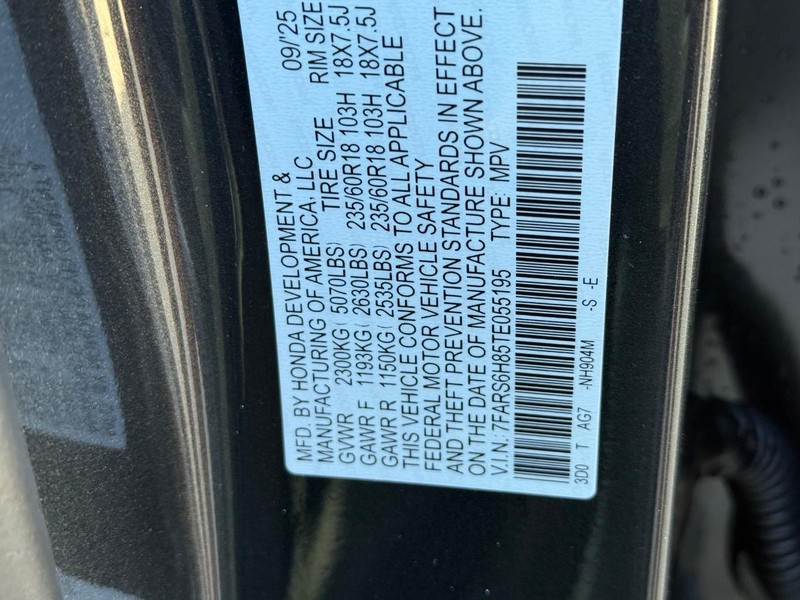 MFD. BY HONDA DEVELOPMENT & 09/'25
MANUFACTURING OF AMERICA, LLC TIRE SIZE RIM SIZE
GVWR 2300KG ( 5070LBS) 235/60R18 103H 18X7.5J
GAWR F 1193KG ( 2630LBS) 235/60R18 103H 18X7.5J
GAWR R 1150KG ( 2535LBS)
THIS VEHICLE CONFORMS TO ALL APPLICABLE
FEDERAL MOTOR VEHICLE SAFETY
AND THEFT PREVENTION STANDARDS IN EFFECT
ON THE DATE OF MANUFACTURE SHOWN ABOVE.
V.I.N: 7FARS6H85TE055195 TYPE: MPV
3D0 T AG7 -NH904M -S -E